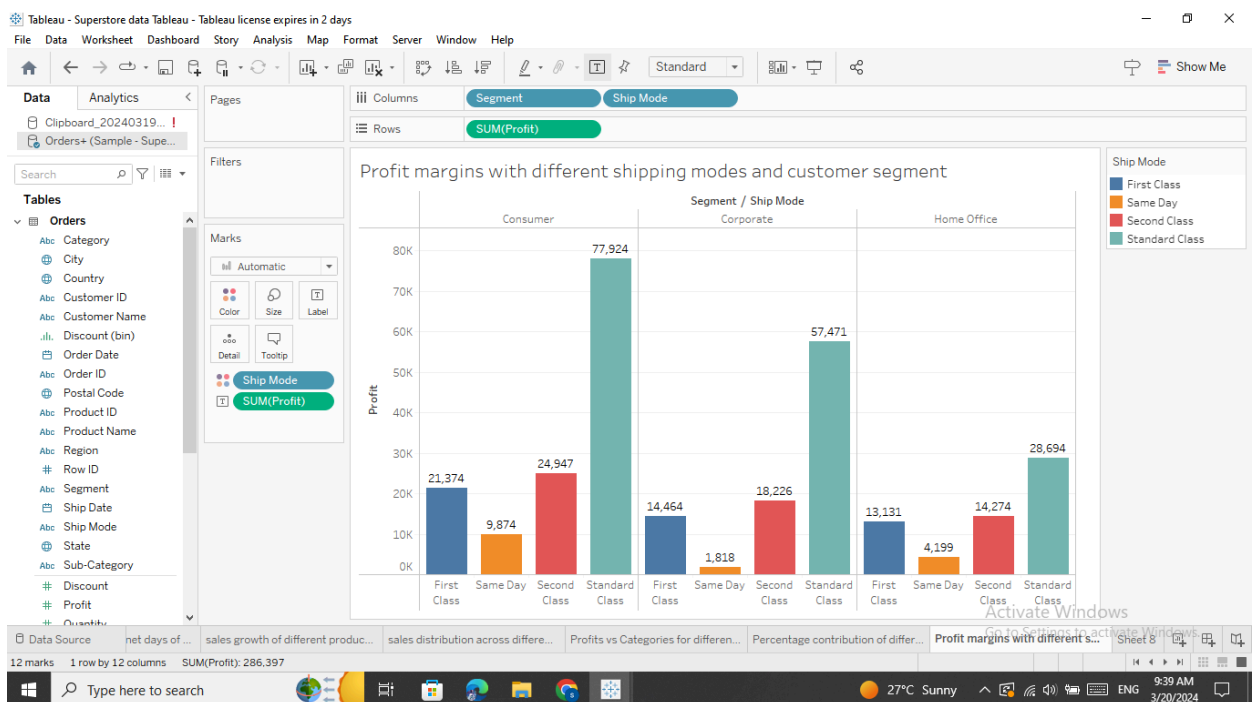 Tableau - Superstore data Tableau - Tableau license expires in 2 days
File Data Worksheet Dashboard Story Analysis Map Format Server Window Help
Standard
Show Me
Data Analytics
Clipboard_20240319... !
Orders+ (Sample - Supe...
Search
Tables
Orders
Abc Category
City
Country
Abc Customer ID
Abc Customer Name
Discount (bin)
Order Date
Abc Order ID
Postal Code
Abc Product ID
Abc Product Name
Abc Region
# Row ID
Abc Segment
Ship Date
Abc Ship Mode
State
Abc Sub-Category
# Discount
# Profit
# Quantity
Pages
Filters
Marks
Automatic
Color Size Label
Detail Tooltip
Ship Mode
SUM(Profit)
Columns Segment Ship Mode
Rows SUM(Profit)
Profit margins with different shipping modes and customer segment
Segment / Ship Mode
Consumer Corporate Home Office
Profit
80K
70K
60K
50K
40K
30K
20K
10K
0K
21,374 9,874 24,947 77,924
14,464 1,818 18,226 57,471
13,131 4,199 14,274 28,694
First Class Same Day Second Class Standard Class
First Class Same Day Second Class Standard Class
First Class Same Day Second Class Standard Class
Ship Mode
First Class
Same Day
Second Class
Standard Class
Activate Windows
Go to Settings to activate Windows.
Data Source net days of ... sales growth of different produc... sales distribution across differe... Profits vs Categories for differen... Percentage contribution of differ... Profit margins with different s... Sheet 8
12 marks 1 row by 12 columns SUM(Profit): 286,397
Type here to search
27°C Sunny ENG 9:39 AM
3/20/2024